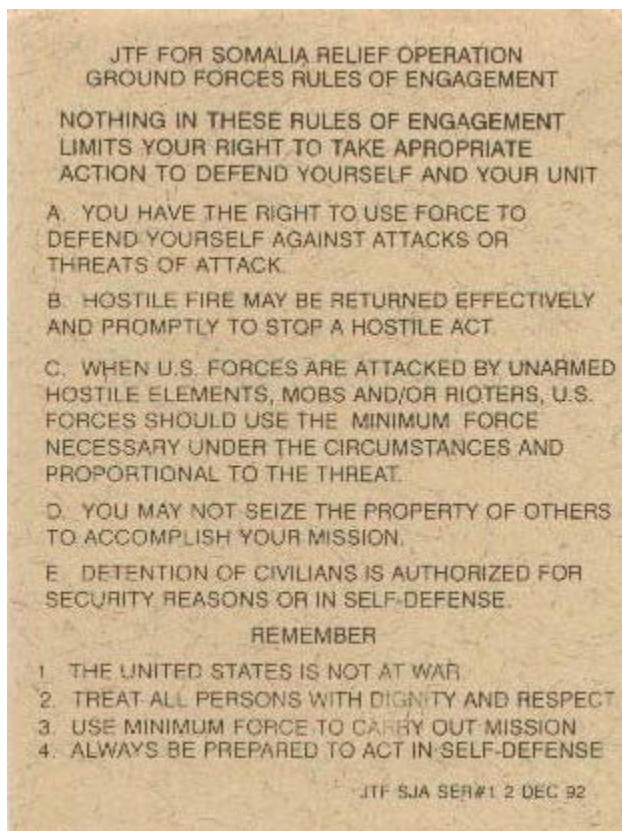 JTF FOR SOMALIA RELIEF OPERATION
GROUND FORCES RULES OF ENGAGEMENT
NOTHING IN THESE RULES OF ENGAGEMENT
LIMITS YOUR RIGHT TO TAKE APROPRIATE
ACTION TO DEFEND YOURSELF AND YOUR UNIT
A. YOU HAVE THE RIGHT TO USE FORCE TO
DEFEND YOURSELF AGAINST ATTACKS OR
THREATS OF ATTACK.
B. HOSTILE FIRE MAY BE RETURNED EFFECTIVELY
AND PROMPTLY TO STOP A HOSTILE ACT.
C. WHEN U.S. FORCES ARE ATTACKED BY UNARMED
HOSTILE ELEMENTS, MOBS AND/OR RIOTERS, U.S.
FORCES SHOULD USE THE MINIMUM FORCE
NECESSARY UNDER THE CIRCUMSTANCES AND
PROPORTIONAL TO THE THREAT.
D. YOU MAY NOT SEIZE THE PROPERTY OF OTHERS
TO ACCOMPLISH YOUR MISSION.
E. DETENTION OF CIVILIANS IS AUTHORIZED FOR
SECURITY REASONS OR IN SELF-DEFENSE.
REMEMBER
1. THE UNITED STATES IS NOT AT WAR.
2. TREAT ALL PERSONS WITH DIGNITY AND RESPECT.
3. USE MINIMUM FORCE TO CARRY OUT MISSION
4. ALWAYS BE PREPARED TO ACT IN SELF-DEFENSE
JTF SJA SER#1 2 DEC 92